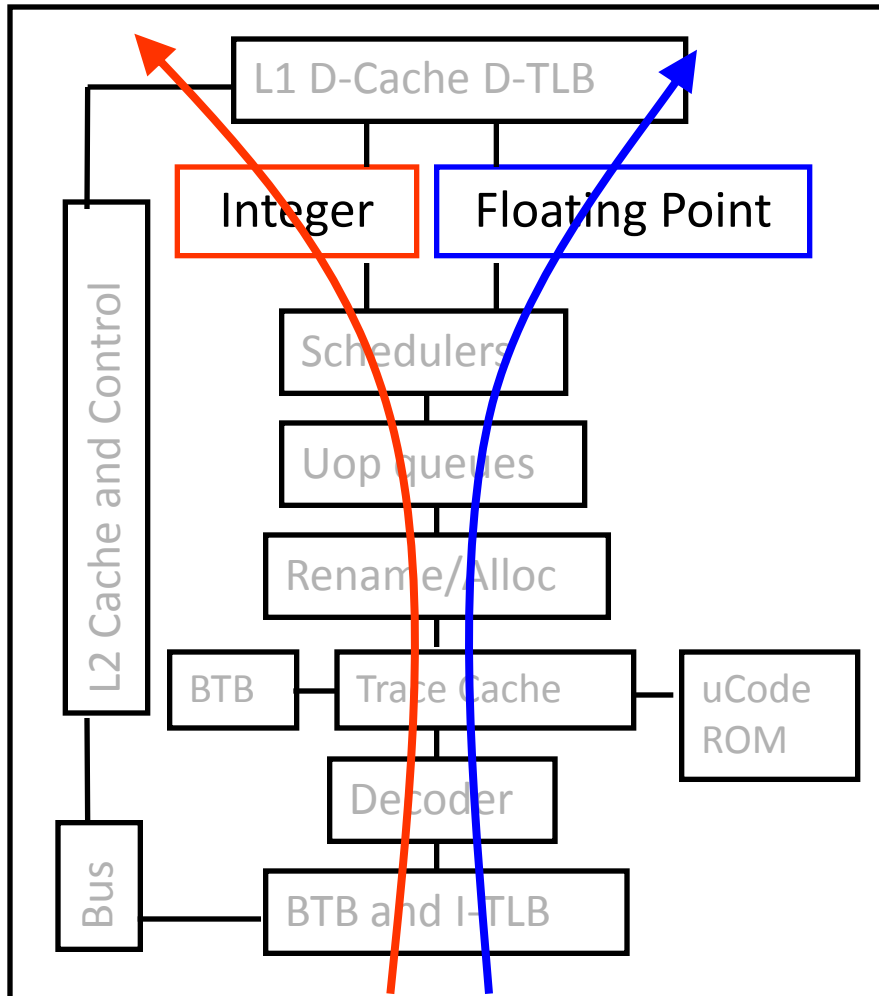 L1 D-Cache D-TLB
Integer
Floating Point
L2 Cache and Control
Schedulers
Uop queues
Rename/Alloc
BTB
Trace Cache
uCode
ROM
Decoder
Bus
BTB and I-TLB